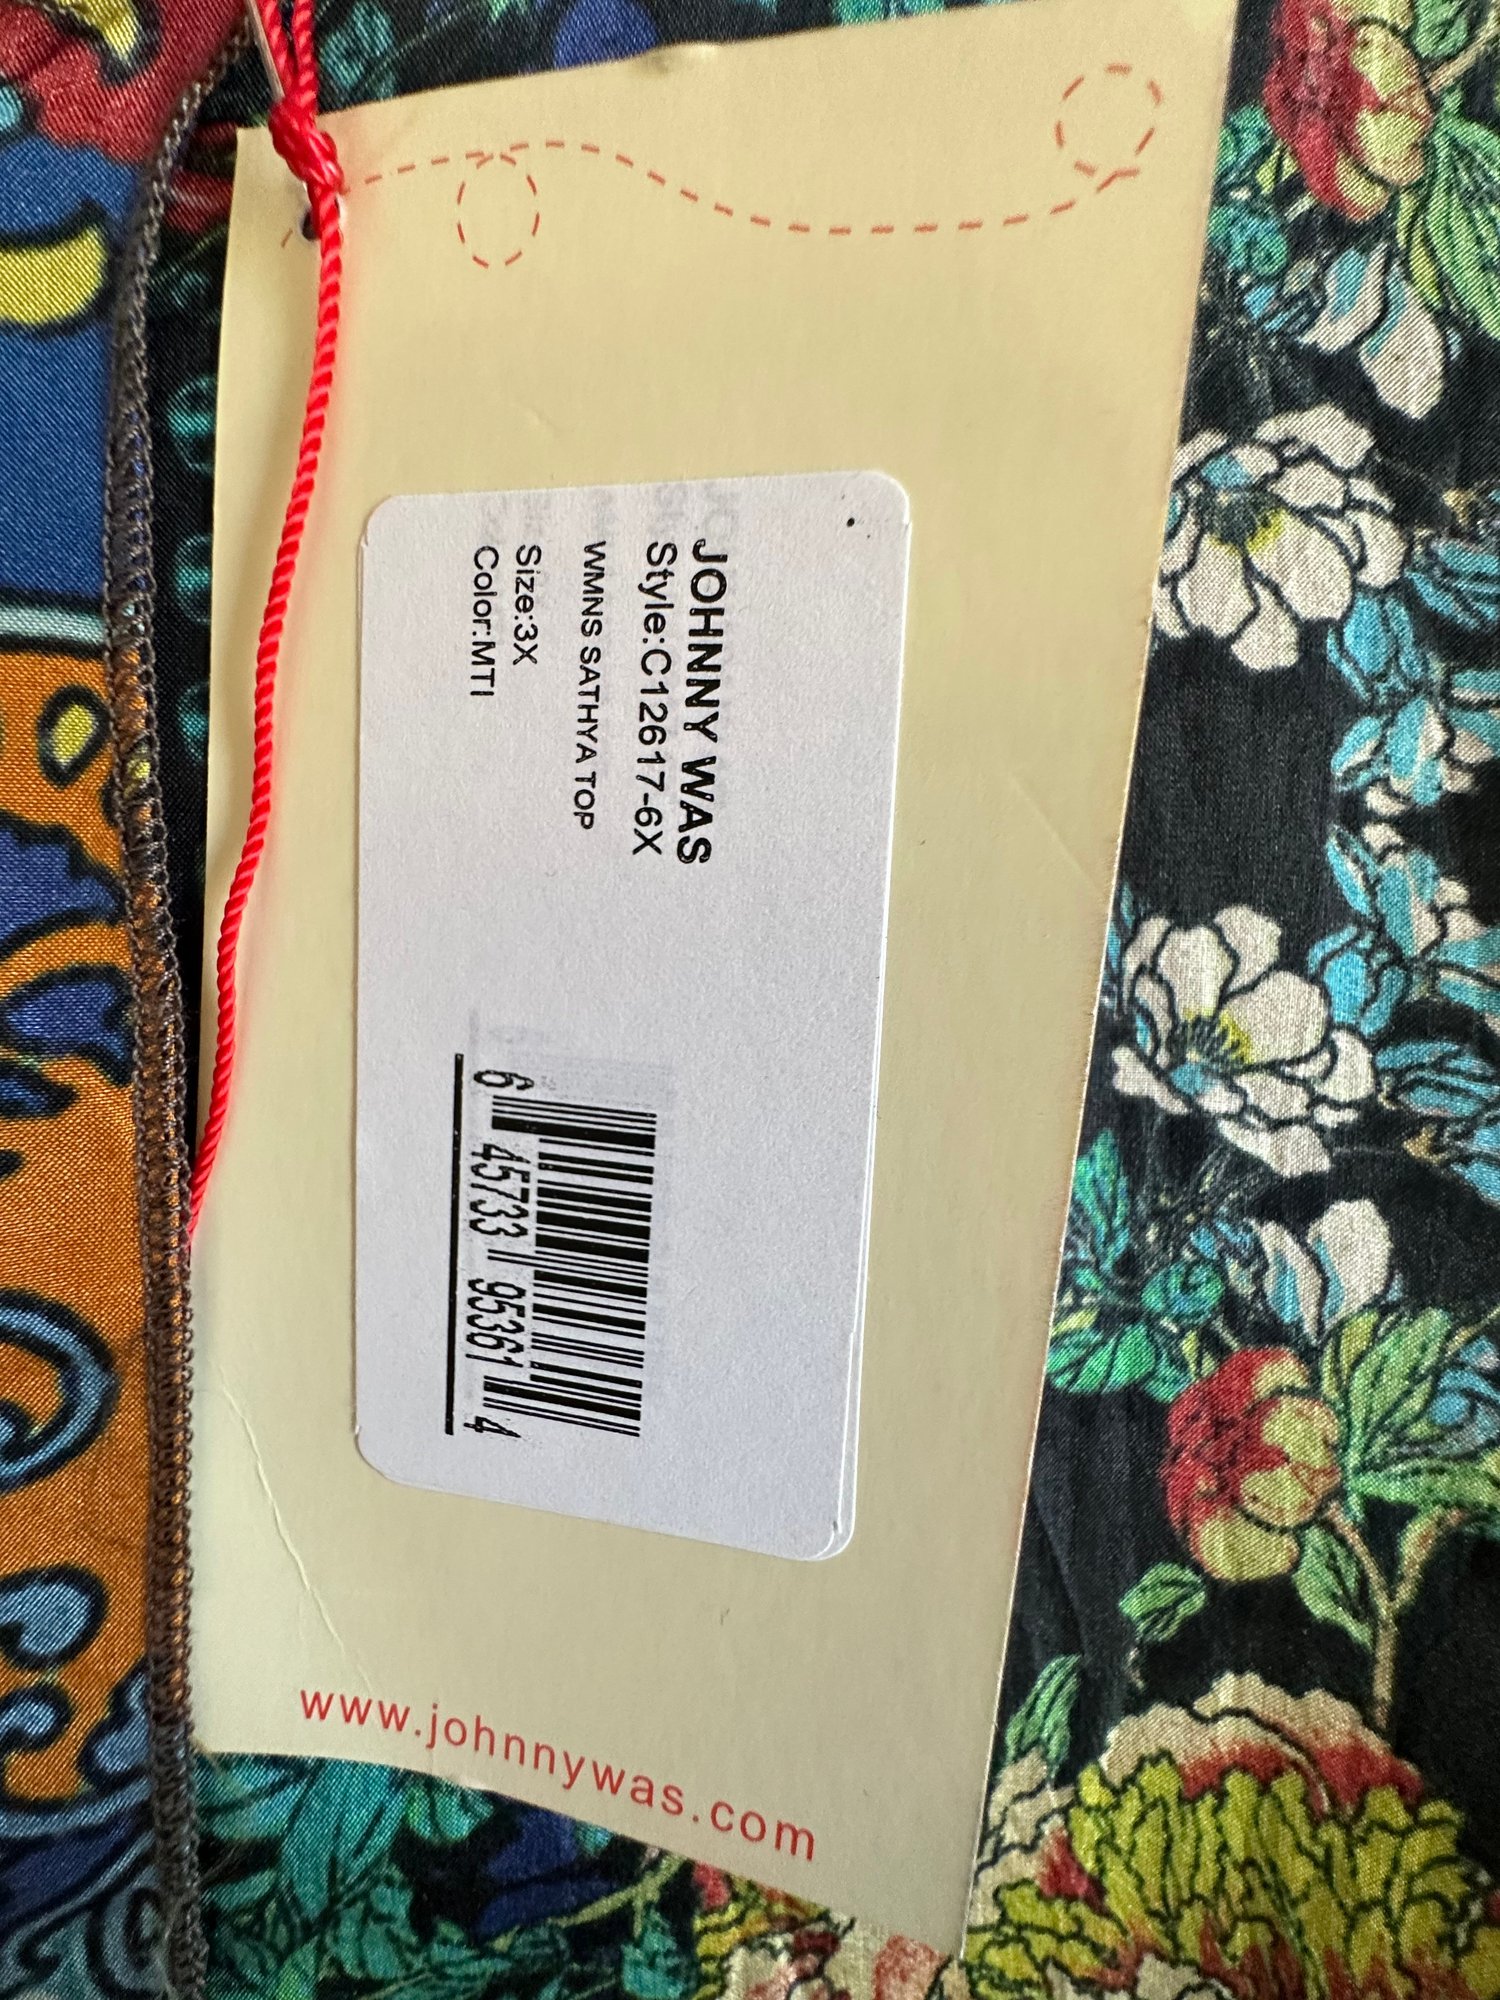 JOHNNY WAS
Style:C12617-6X
WMNS SATHYA TOP
Size:3X
Color:MTI
6 45733 95361 4
www.johnnywas.com